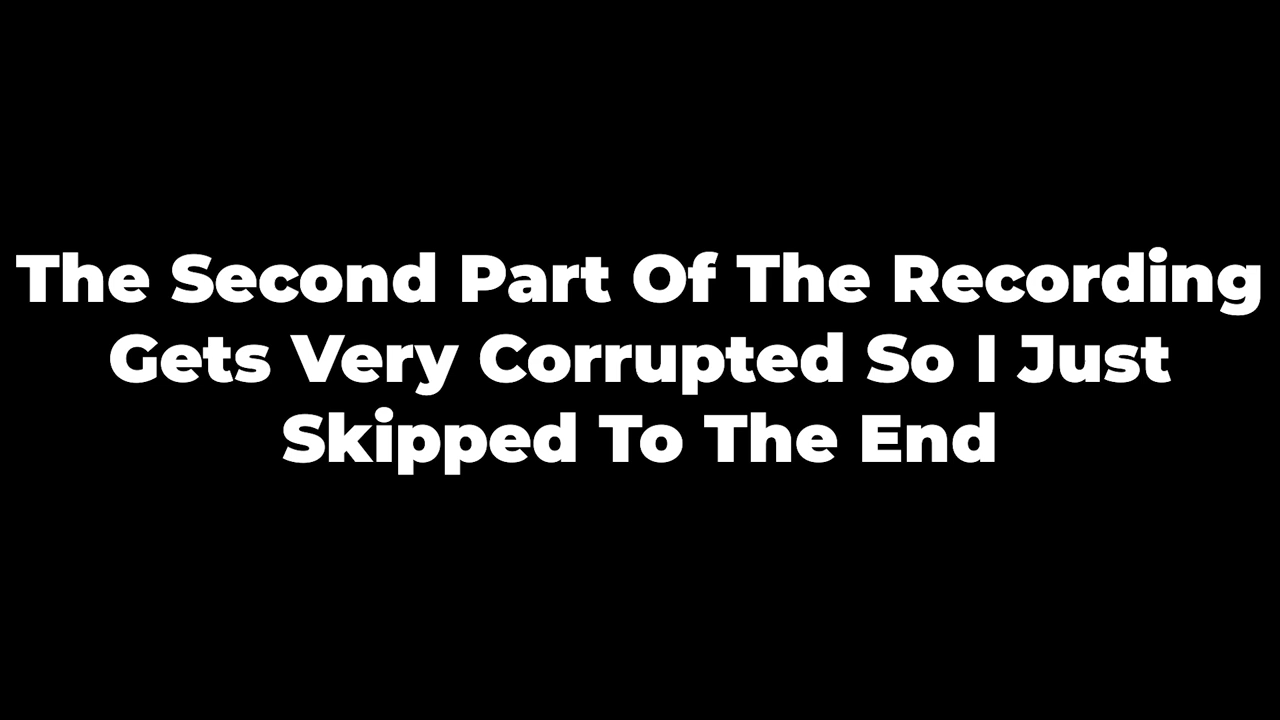 The Second Part Of The Recording
Gets Very Corrupted So I Just
Skipped To The End